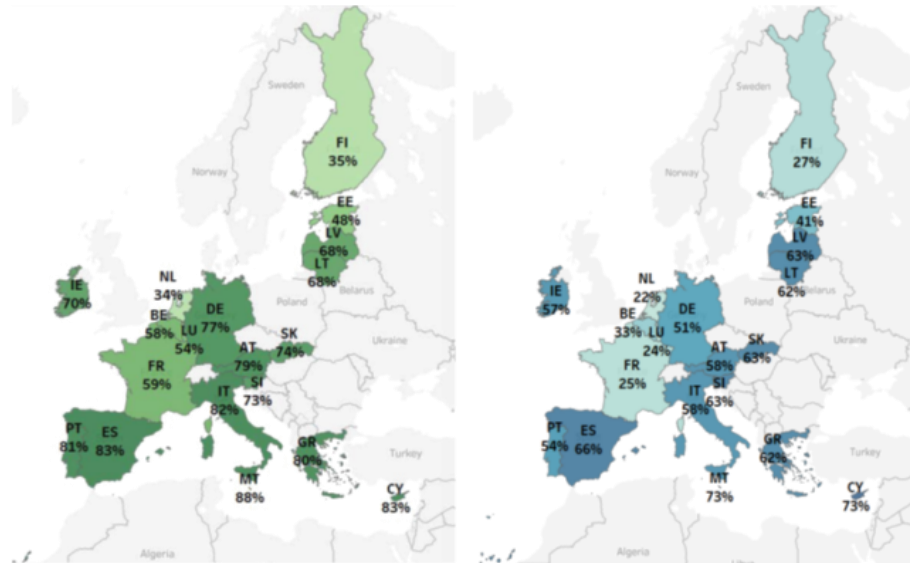 Sweden
FI
35%
Norway
EE
48%
LV
68%
LT
68%
IE
70%
NL
34%
BE
58%
LU
54%
DE
77%
Poland
Belarus
SK
74%
Ukraine
AT
79%
FR
59%
SI
73%
IT
82%
PT
81%
ES
83%
GR
80%
Turkey
MT
88%
CY
83%
Algeria
Sweden
FI
27%
Norway
EE
41%
LV
63%
LT
62%
IE
57%
NL
22%
BE
33%
LU
24%
DE
51%
Poland
Belarus
SK
63%
Ukraine
AT
58%
FR
25%
SI
63%
IT
58%
PT
54%
ES
66%
GR
62%
Turkey
MT
73%
CY
73%
Algeria